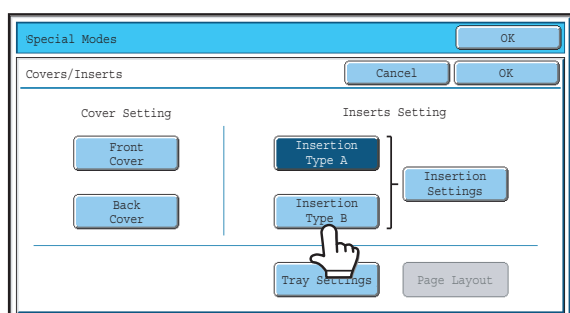 Special Modes
OK
Covers/Inserts
Cancel
OK
Cover Setting
Inserts Setting
Front
Cover
Insertion
Type A
Insertion
Settings
Back
Cover
Insertion
Type B
Tray Settings
Page Layout